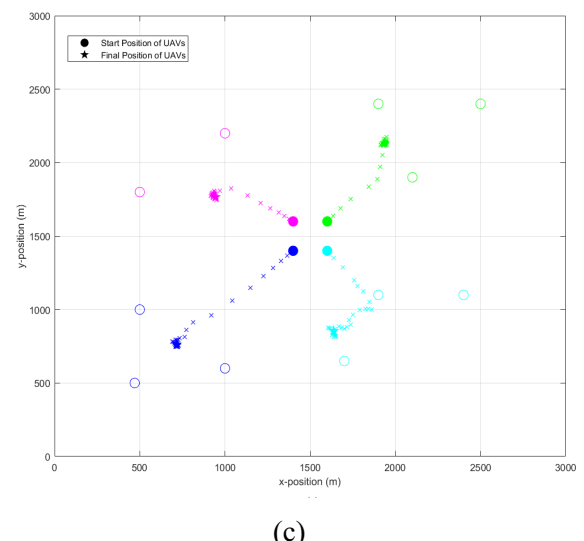 3000
2500
2000
1500
1000
500
0
y-position (m)
Start Position of UAVs
Final Position of UAVs
0 500 1000 1500 2000 2500 3000
x-position (m)
(c)